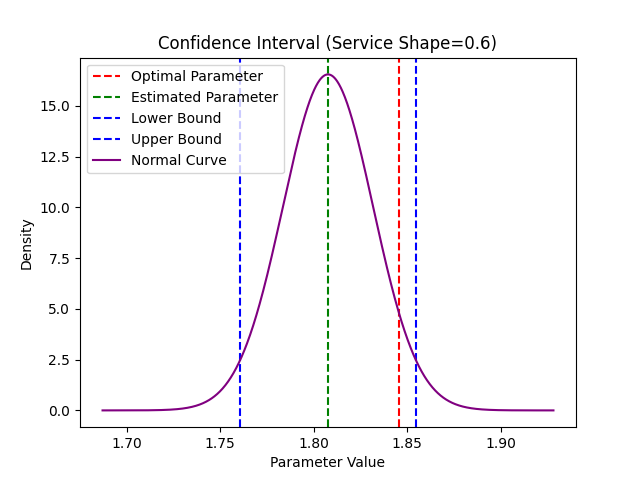 Confidence Interval (Service Shape=0.6)
Optimal Parameter
Estimated Parameter
Lower Bound
Upper Bound
Normal Curve
15.0
12.5
10.0
7.5
5.0
2.5
0.0
Density
1.70 1.75 1.80 1.85 1.90
Parameter Value